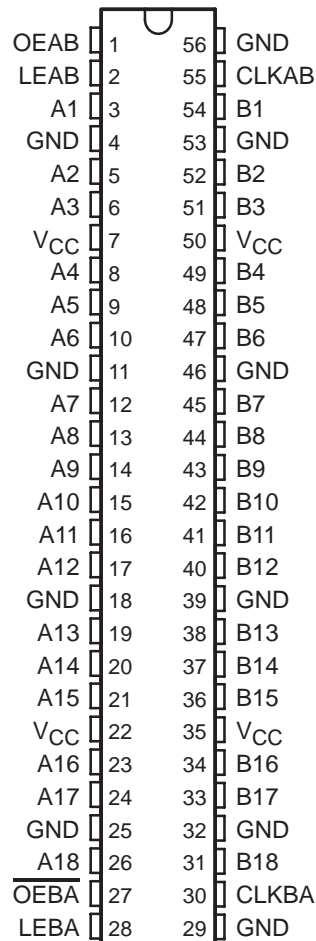 OEAB 1 56 GND
LEAB 2 55 CLKAB
A1 3 54 B1
GND 4 53 GND
A2 5 52 B2
A3 6 51 B3
VCC 7 50 VCC
A4 8 49 B4
A5 9 48 B5
A6 10 47 B6
GND 11 46 GND
A7 12 45 B7
A8 13 44 B8
A9 14 43 B9
A10 15 42 B10
A11 16 41 B11
A12 17 40 B12
GND 18 39 GND
A13 19 38 B13
A14 20 37 B14
A15 21 36 B15
VCC 22 35 VCC
A16 23 34 B16
A17 24 33 B17
GND 25 32 GND
A18 26 31 B18
O̅E̅B̅A̅ 27 30 CLKBA
LEBA 28 29 GND